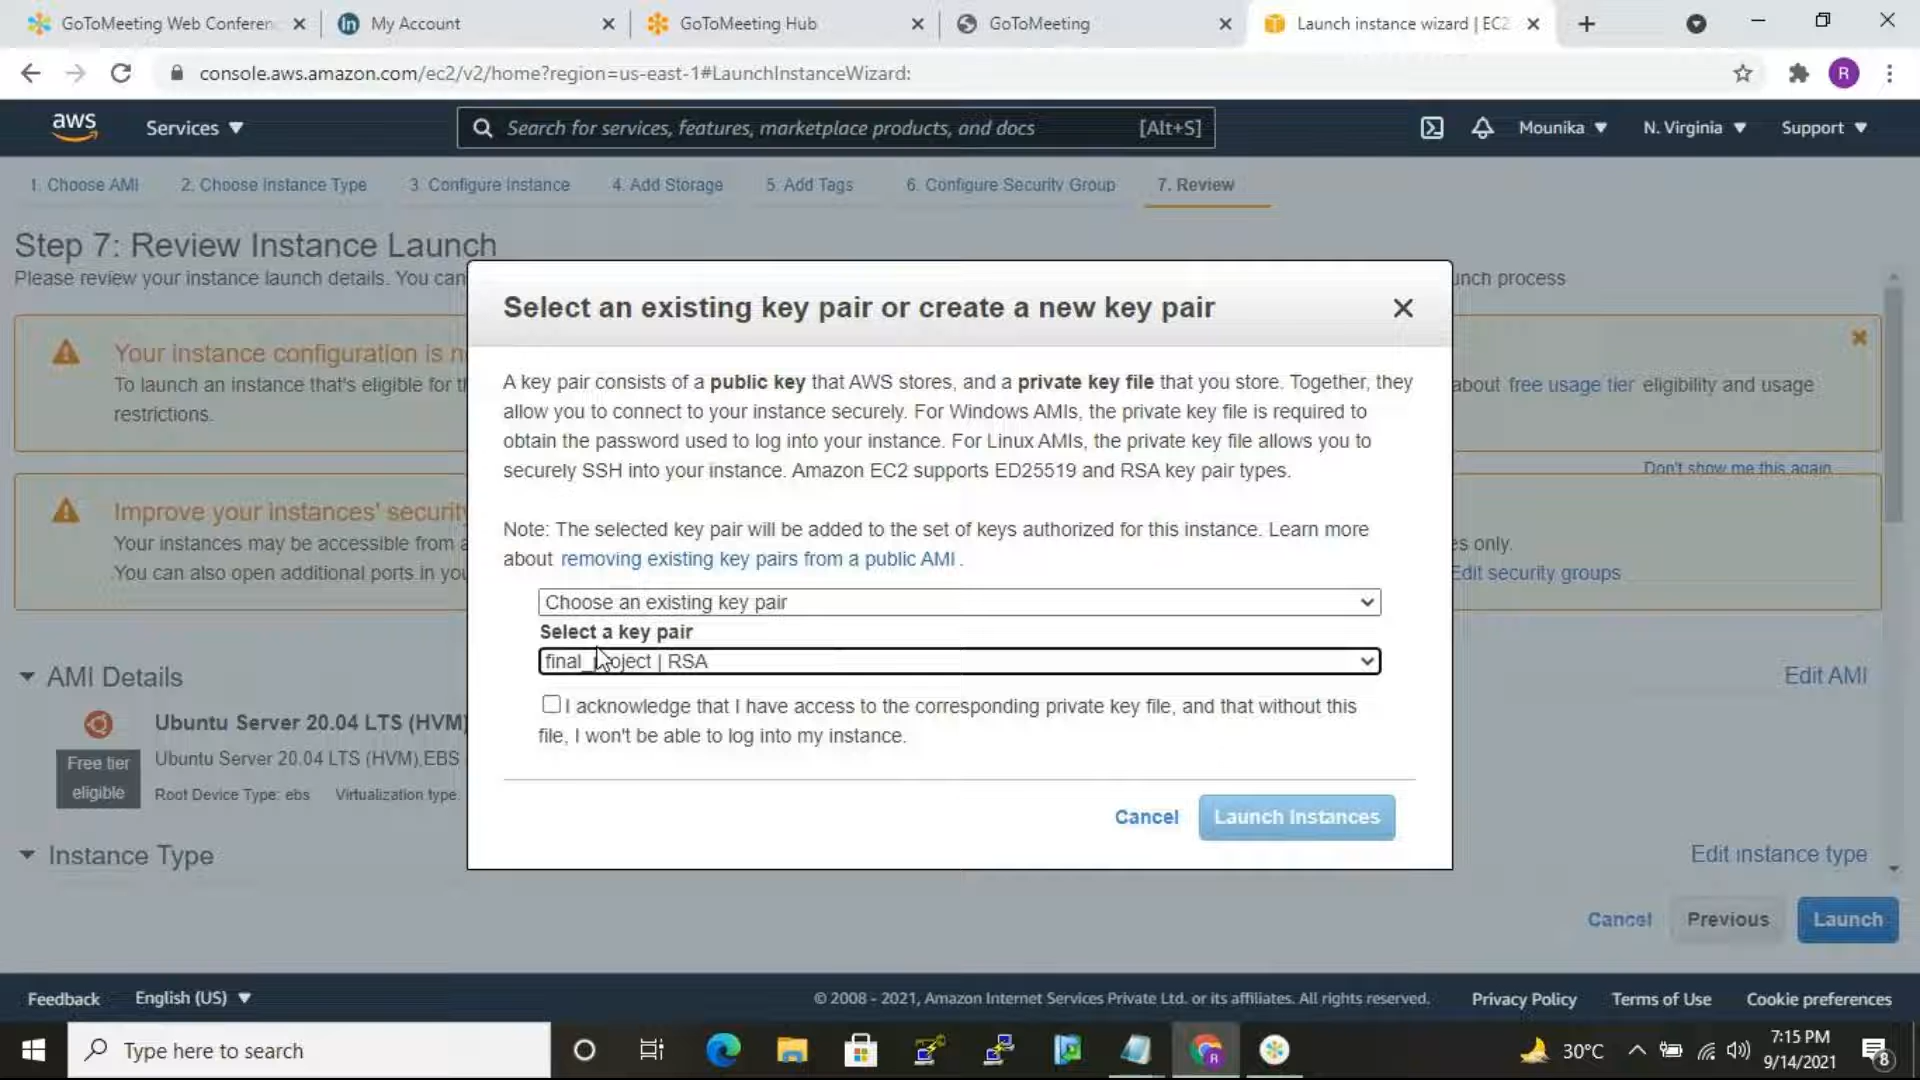 GoToMeeting Web Conferen
My Account
GoToMeeting Hub
GoToMeeting
Launch instance wizard | EC2
console.aws.amazon.com/ec2/v2/home?region=us-east-1#LaunchInstanceWizard:
R
aws
Services
Search for services, features, marketplace products, and docs
[Alt+S]
Mounika
N. Virginia
Support
1. Choose AMI
2. Choose Instance Type
3. Configure Instance
4. Add Storage
5. Add Tags
6. Configure Security Group
7. Review
Step 7: Review Instance Launch
Please review your instance launch details. You can
unch process
Select an existing key pair or create a new key pair
Your instance configuration is n
To launch an instance that's eligible for th
about free usage tier eligibility and usage
restrictions.
A key pair consists of a public key that AWS stores, and a private key file that you store. Together, they
allow you to connect to your instance securely. For Windows AMIs, the private key file is required to
obtain the password used to log into your instance. For Linux AMIs, the private key file allows you to
securely SSH into your instance. Amazon EC2 supports ED25519 and RSA key pair types.
Don't show me this again
Improve your instances' security
Your instances may be accessible from a
es only.
You can also open additional ports in you
Edit security groups
Note: The selected key pair will be added to the set of keys authorized for this instance. Learn more
about removing existing key pairs from a public AMI .
Choose an existing key pair
Select a key pair
final_project | RSA
I acknowledge that I have access to the corresponding private key file, and that without this
file, I won't be able to log into my instance.
Cancel
Launch Instances
AMI Details
Edit AMI
Ubuntu Server 20.04 LTS (HVM)
Free tier
eligible
Ubuntu Server 20.04 LTS (HVM),EBS
Root Device Type: ebs
Virtualization type:
Instance Type
Edit instance type
Cancel
Previous
Launch
Feedback
English (US)
© 2008 - 2021, Amazon Internet Services Private Ltd. or its affiliates. All rights reserved.
Privacy Policy
Terms of Use
Cookie preferences
Type here to search
R
30°C
7:15 PM
9/14/2021
8